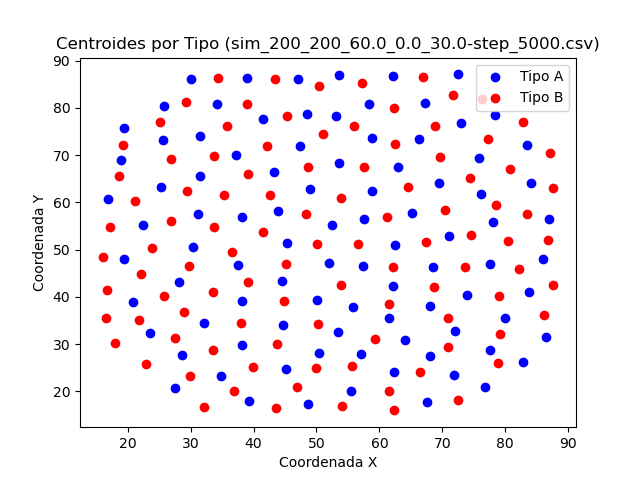 Centroides por Tipo (sim_200_200_60.0_0.0_30.0-step_5000.csv)
Tipo A
Tipo B
90
80
70
60
50
40
30
20
Coordenada Y
20 30 40 50 60 70 80 90
Coordenada X